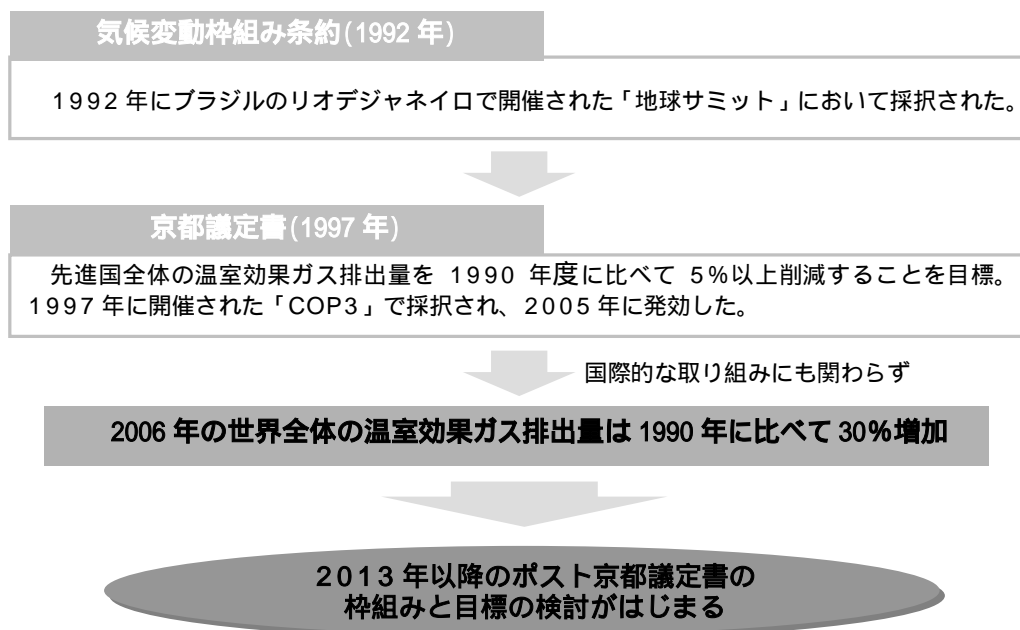 気候変動枠組み条約(1992 年)
1992 年にブラジルのリオデジャネイロで開催された「地球サミット」において採択された。
京都議定書(1997 年)
先進国全体の温室効果ガス排出量を 1990 年度に比べて 5%以上削減することを目標。
1997 年に開催された「COP3」で採択され、2005 年に発効した。
国際的な取り組みにも関わらず
2006 年の世界全体の温室効果ガス排出量は 1990 年に比べて 30%増加
2013 年以降のポスト京都議定書の
枠組みと目標の検討がはじまる